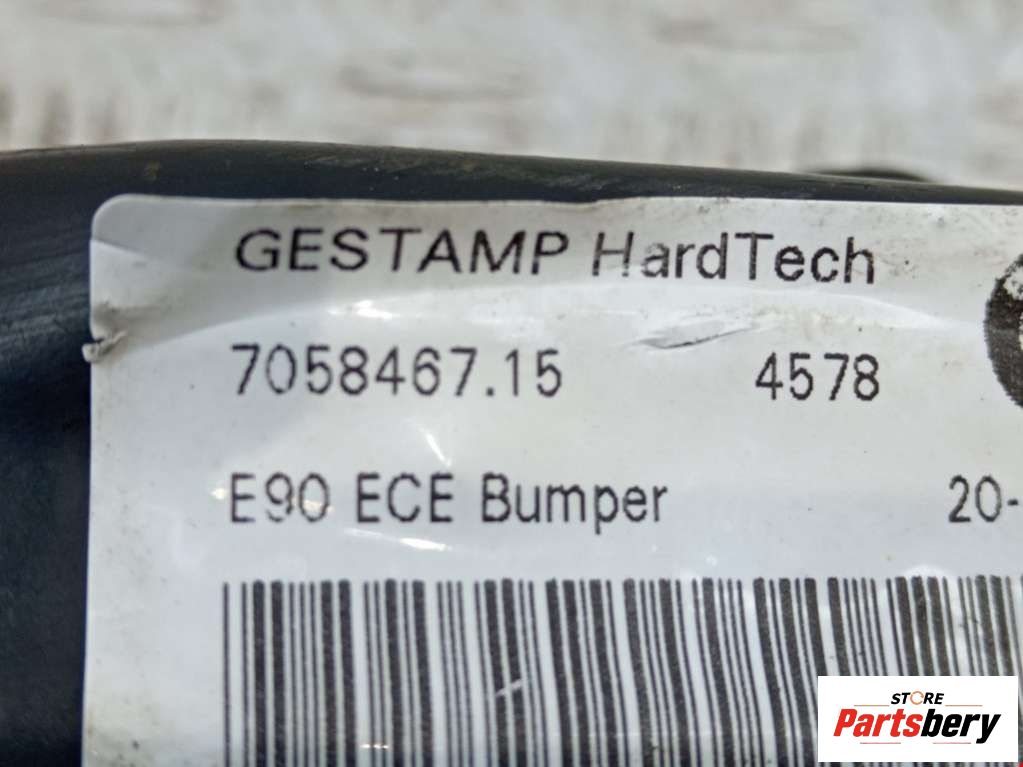 GESTAMP HardTech
7058467.15 4578
E90 ECE Bumper 20-
STORE
Partsbery